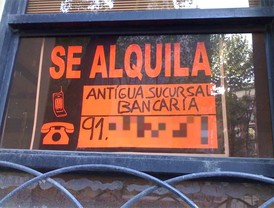 SE ALQUILA
ANTIGUA SUCURSAL
BANCARIA
91.